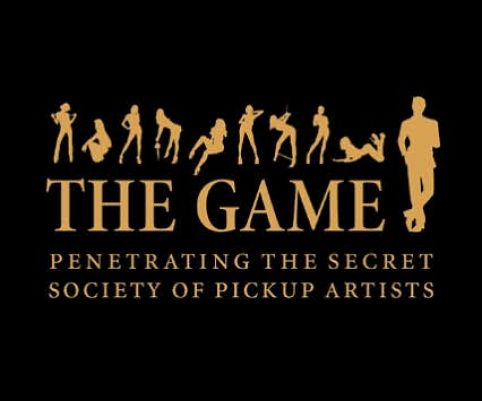 THE GAME
PENETRATING THE SECRET
SOCIETY OF PICKUP ARTISTS